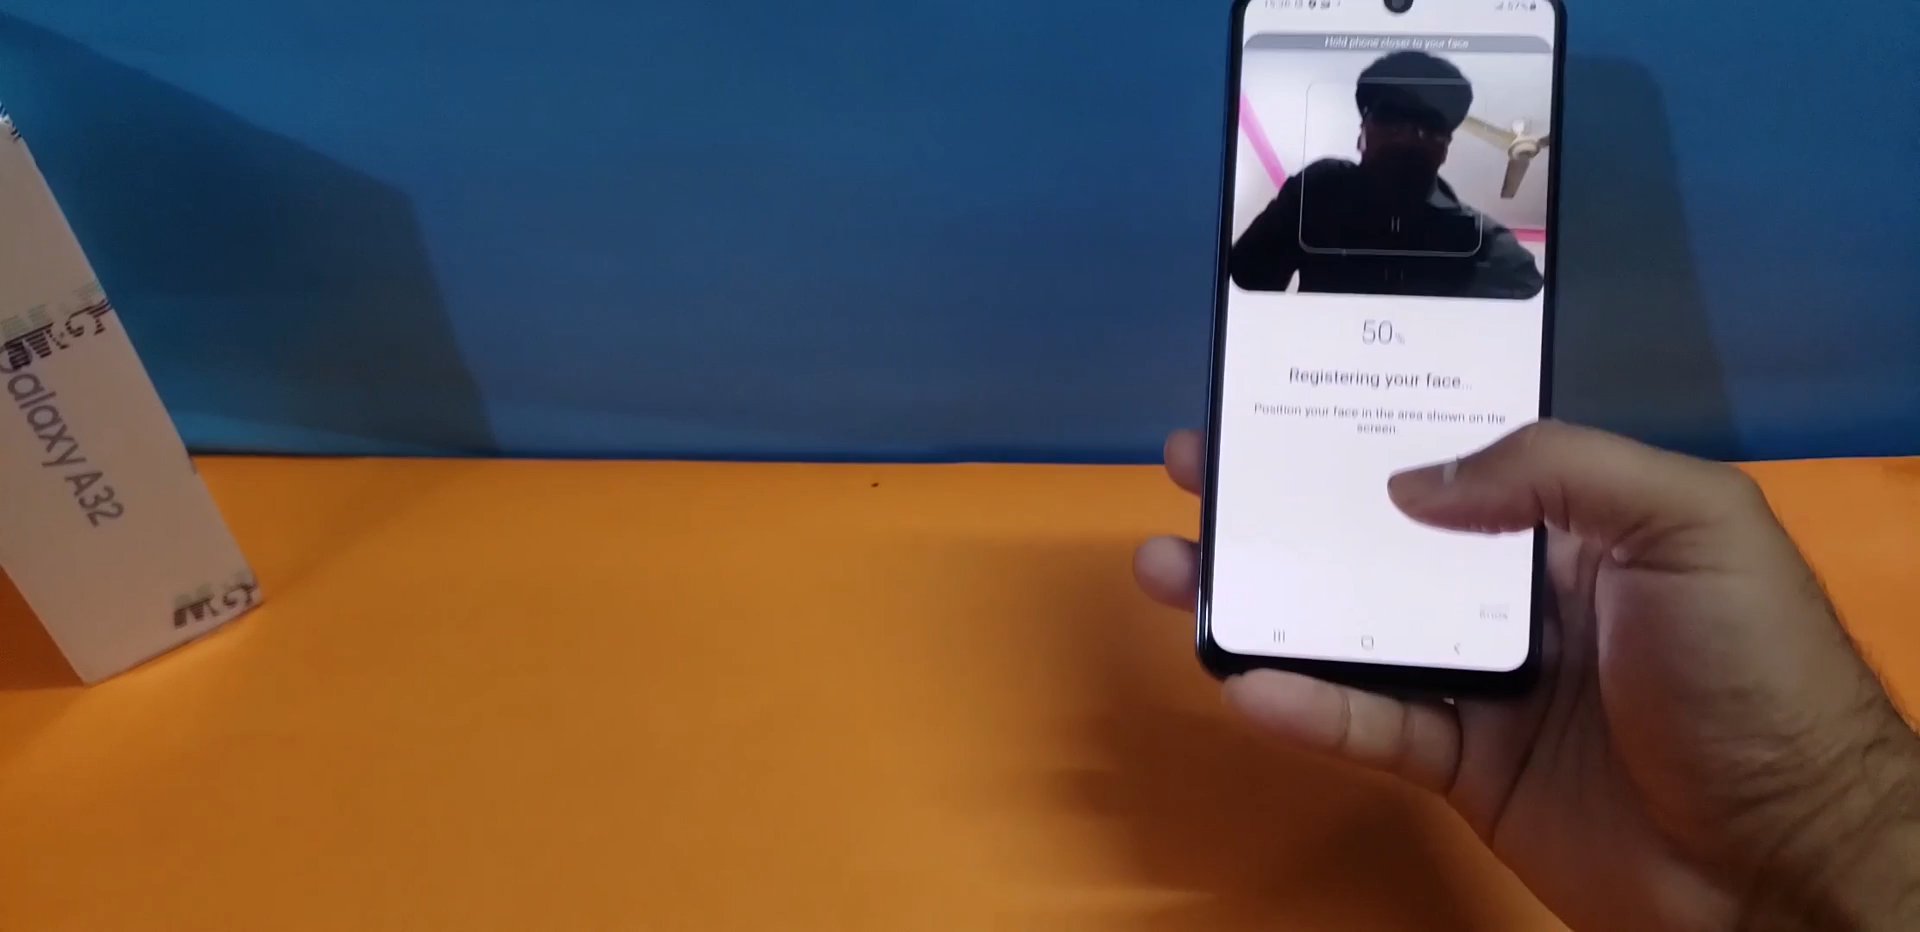 Hold phone closer to your face
50%
Registering your face...
Position your face in the area shown on the
screen.
Galaxy A32